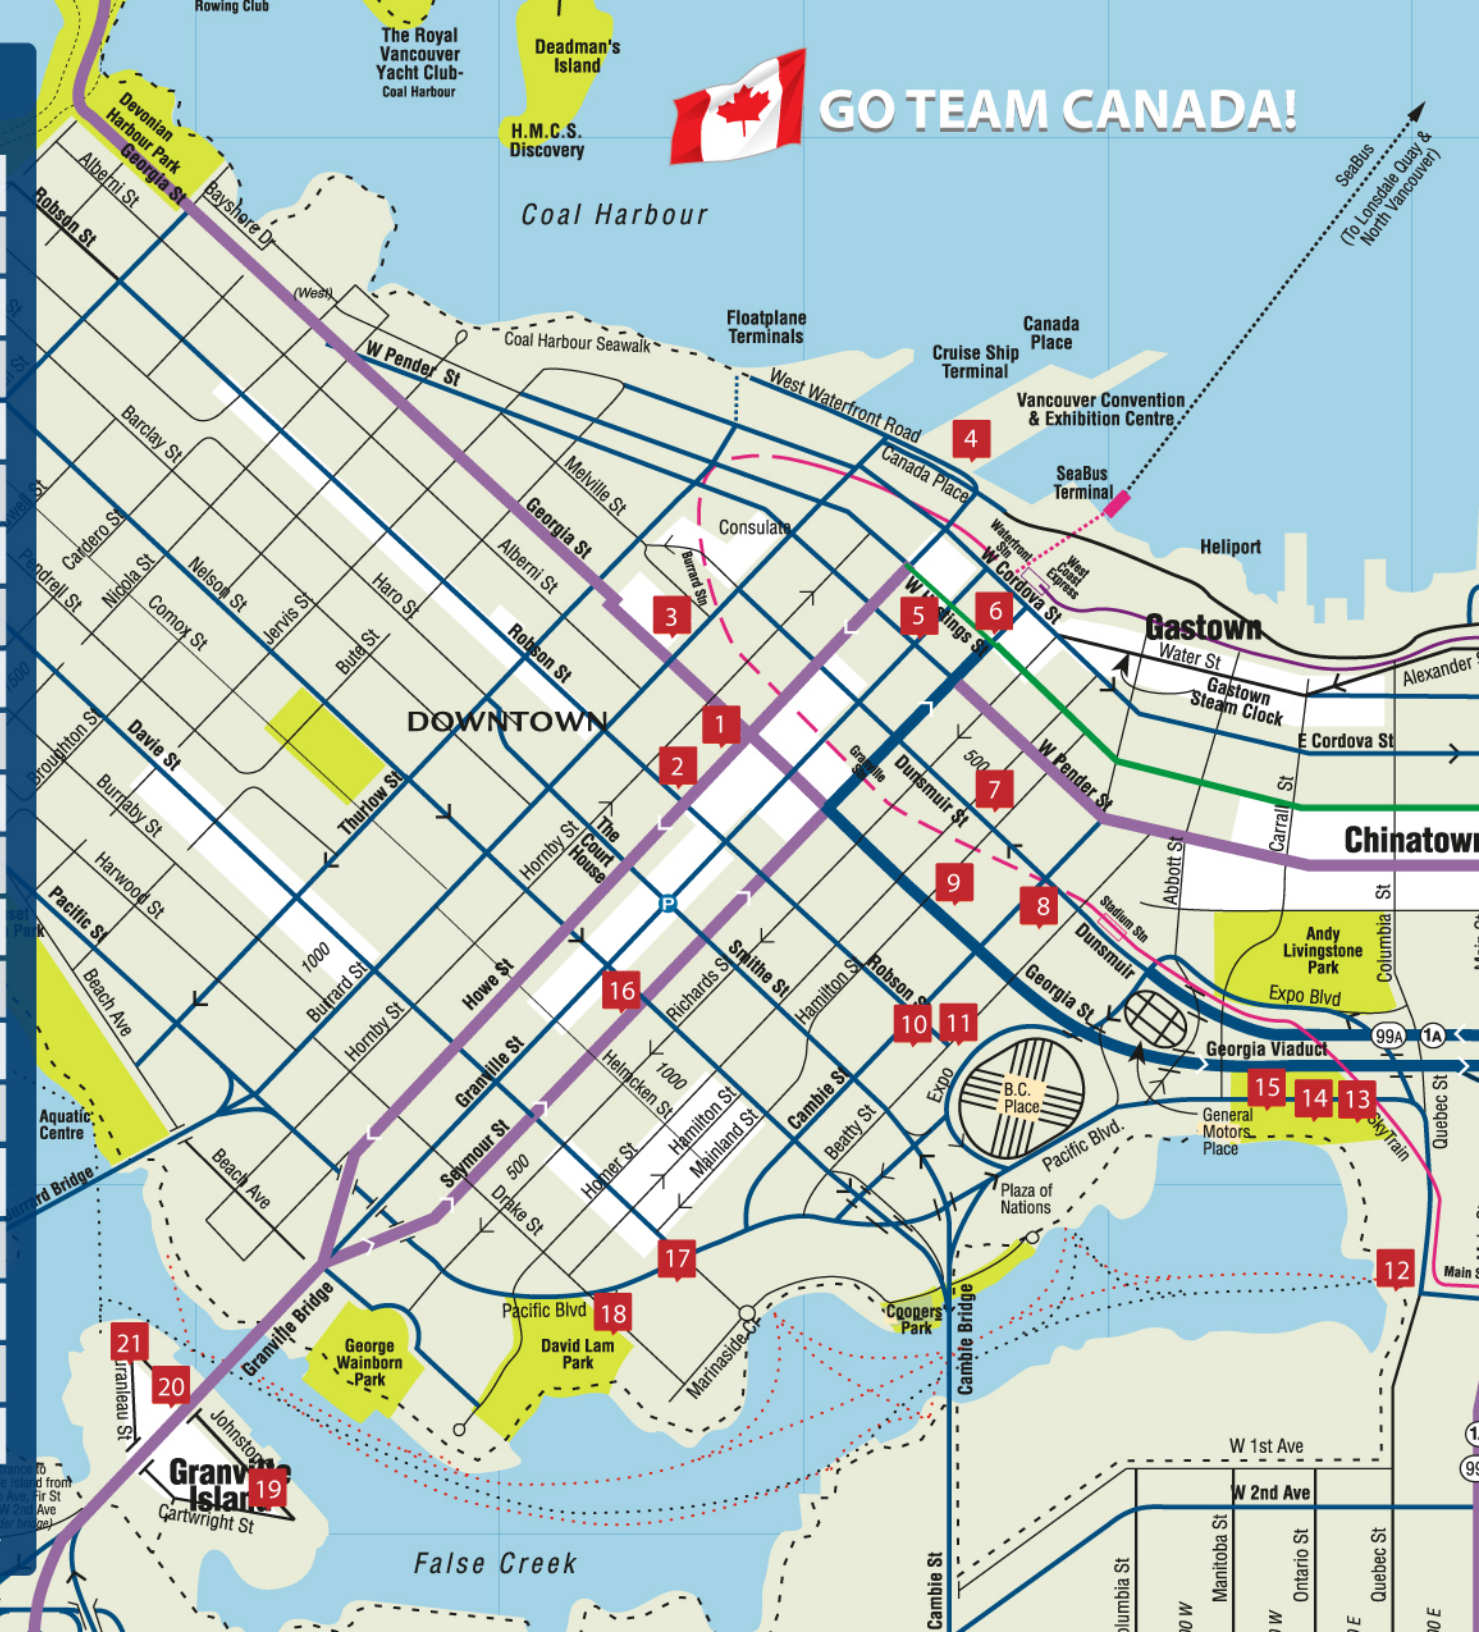 Rowing Club
The Royal
Vancouver
Yacht Club-
Coal Harbour
Deadman's
Island
H.M.C.S.
Discovery
GO TEAM CANADA!
Coal Harbour
SeaBus
(To Lonsdale Quay &
North Vancouver)
Devonian
Harbour Park
Georgia St
Alberni St
Bayshore Dr
Robson St
(West)
W Pender St
Coal Harbour Seawalk
Floatplane
Terminals
Canada
Place
Cruise Ship
Terminal
West Waterfront Road
Vancouver Convention
& Exhibition Centre
4
Canada Place
SeaBus
Terminal
Barclay St
Melville St
Georgia St
Consulate
Burrard Stn
Waterfront
Stn
West
Coast
Express
W Cordova St
Heliport
Cardero St
Nicola St
Pendrell St
Nelson St
Comox St
Jervis St
Haro St
Alberni St
Bute St
Robson St
3
5
6
W Hastings St
Gastown
Water St
Gastown
Steam Clock
Alexander
E Cordova St
DOWNTOWN
1
2
Broughton St
Davie St
Burnaby St
Thurlow St
Harwood St
Pacific St
Hornby St
The
Court
House
Granville
Stn
Dunsmuir St
500
7
W Pender St
Carrall St
Chinatown
Abbott St
9
8
Stadium Stn
Dunsmuir
Andy
Livingstone
Park
Columbia St
Expo Blvd
P
1000
Beach Ave
Burrard St
Hornby St
Howe St
Granville St
16
Richards St
Smithe St
Hamilton St
Robson St
Georgia St
10
11
99A
1A
Georgia Viaduct
15
14
13
General
Motors
Place
SkyTrain
Quebec St
B.C.
Place
Expo
Pacific Blvd.
Plaza of
Nations
Aquatic
Centre
Burrard Bridge
Beach Ave
Helmcken St
1000
Hamilton St
Mainland St
Homer St
Cambie St
Beatty St
Seymour St
500
Drake St
17
18
Pacific Blvd
David Lam
Park
George
Wainborn
Park
Granville Bridge
Marinaside Cr
Coopers'
Park
Cambie Bridge
12
Main S
21
20
Johnston
Granville
Island
19
Cartwright St
False Creek
W 1st Ave
W 2nd Ave
Cambie St
olumbia St
Manitoba St
Ontario St
Quebec St